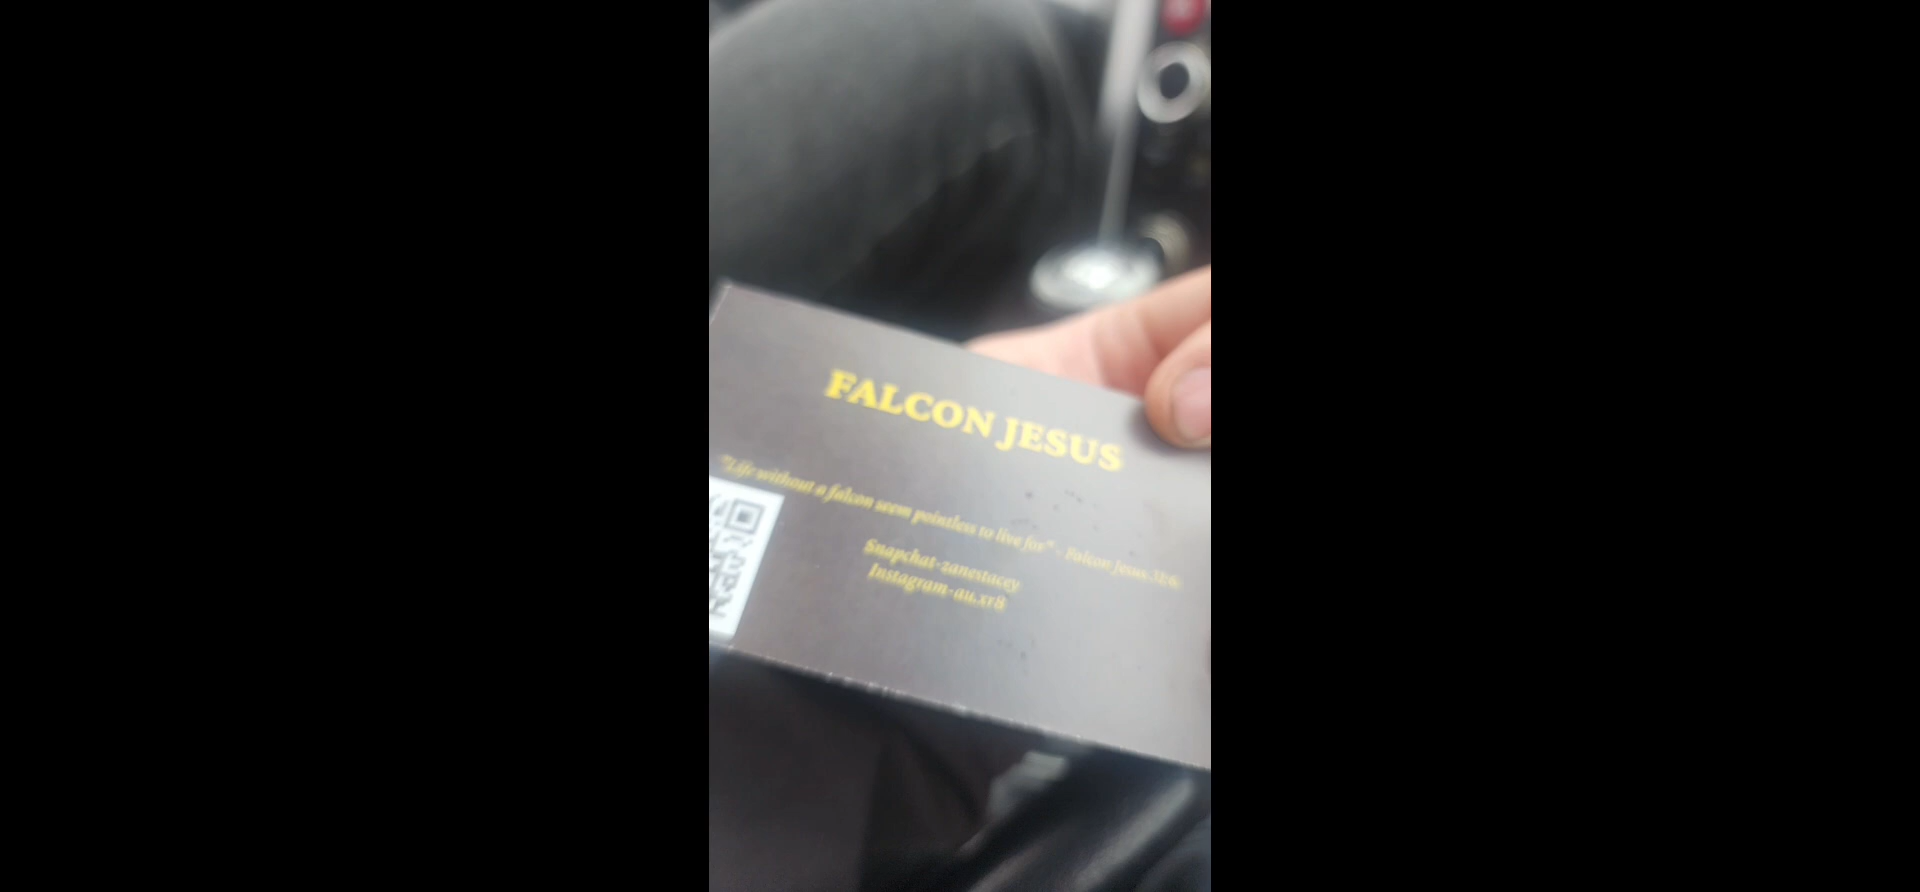 FALCON JESUS
"Life without a falcon seem pointless to live for" - Falcon Jesus
Snapchat-zanestacey
Instagram-au.xr8